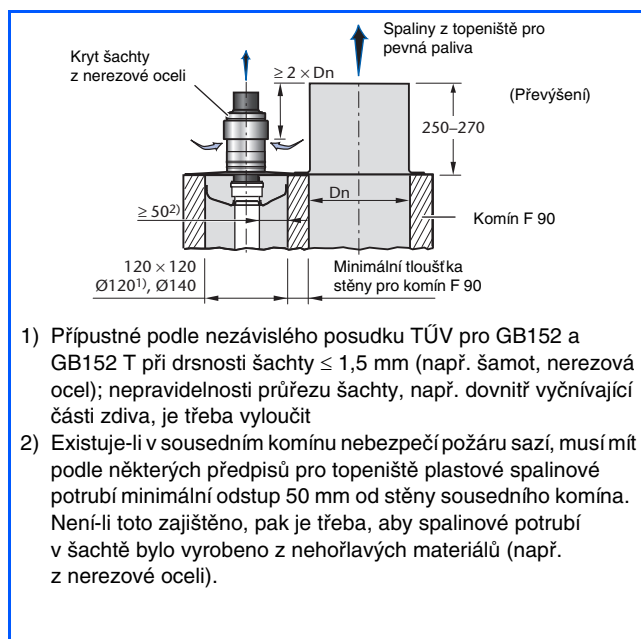 Spaliny z topeniště pro
pevná paliva
Kryt šachty
z nerezové oceli
≥ 2 × Dn
(Převýšení)
250–270
Dn
≥ 50²⁾
Komín F 90
120 × 120
Ø120¹⁾, Ø140
Minimální tloušťka
stěny pro komín F 90
1) Přípustné podle nezávislého posudku TŰV pro GB152 a
GB152 T při drsnosti šachty ≤ 1,5 mm (např. šamot, nerezová
ocel); nepravidelnosti průřezu šachty, např. dovnitř vyčnívající
části zdiva, je třeba vyloučit
2) Existuje-li v sousedním komínu nebezpečí požáru sazí, musí mít
podle některých předpisů pro topeniště plastové spalinové
potrubí minimální odstup 50 mm od stěny sousedního komína.
Není-li toto zajištěno, pak je třeba, aby spalinové potrubí
v šachtě bylo vyrobeno z nehořlavých materiálů (např.
z nerezové oceli).